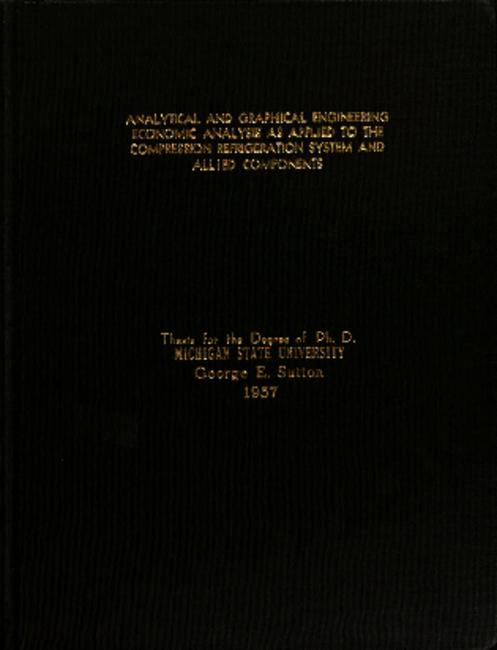 ANALYTICAL AND GRAPHICAL ENGINEERING
ECONOMIC ANALYSIS AS APPLIED TO THE
COMPRESSION REFRIGERATION SYSTEM AND
ALLIED COMPONENTS
Thesis for the Degree of Ph. D.
MICHIGAN STATE UNIVERSITY
George E. Sutton
1957